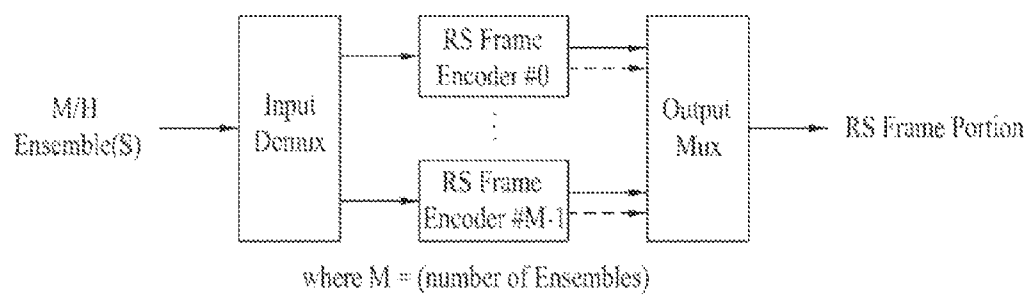 M/H
Ensemble(S)
Input
Demux
RS Frame
Encoder #0
RS Frame
Encoder #M-1
Output
Mux
RS Frame Portion
where M = (number of Ensembles)